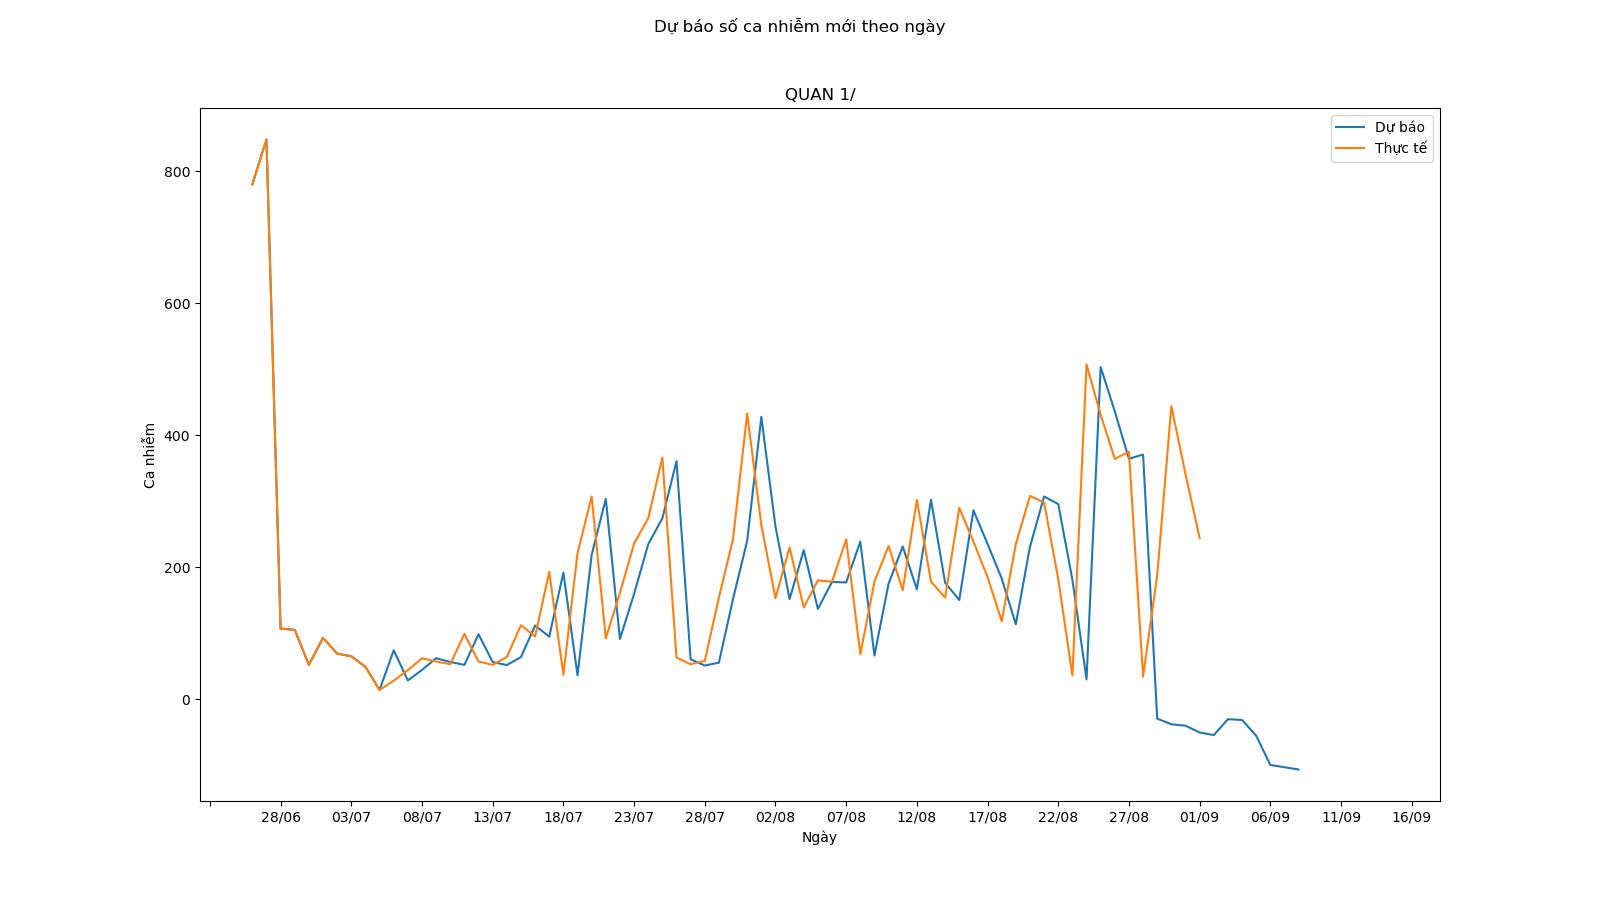 Dự báo số ca nhiễm mới theo ngày
QUAN 1/
Dự báo
Thực tế
800
600
400
200
0
Ca nhiễm
28/06 03/07 08/07 13/07 18/07 23/07 28/07 02/08 07/08 12/08 17/08 22/08 27/08 01/09 06/09 11/09 16/09
Ngày